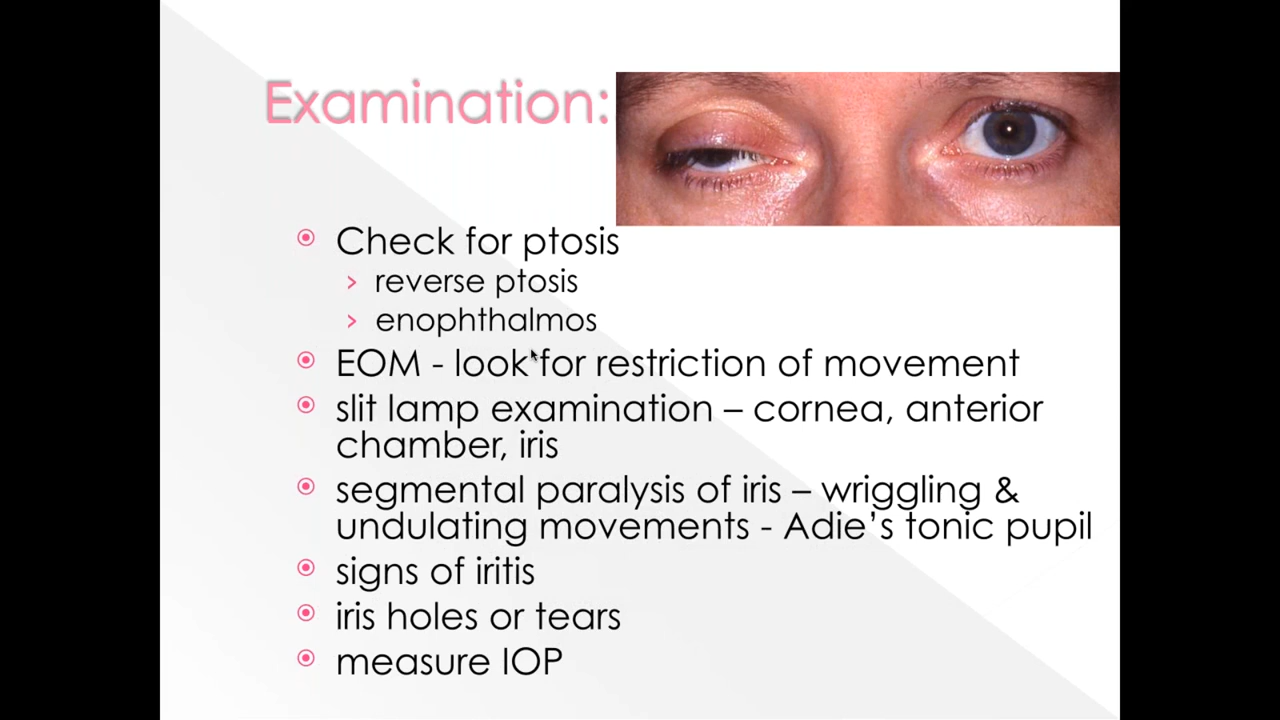 Examination:
Check for ptosis
reverse ptosis
enophthalmos
EOM - look for restriction of movement
slit lamp examination – cornea, anterior
chamber, iris
segmental paralysis of iris – wriggling &
undulating movements - Adie’s tonic pupil
signs of iritis
iris holes or tears
measure IOP